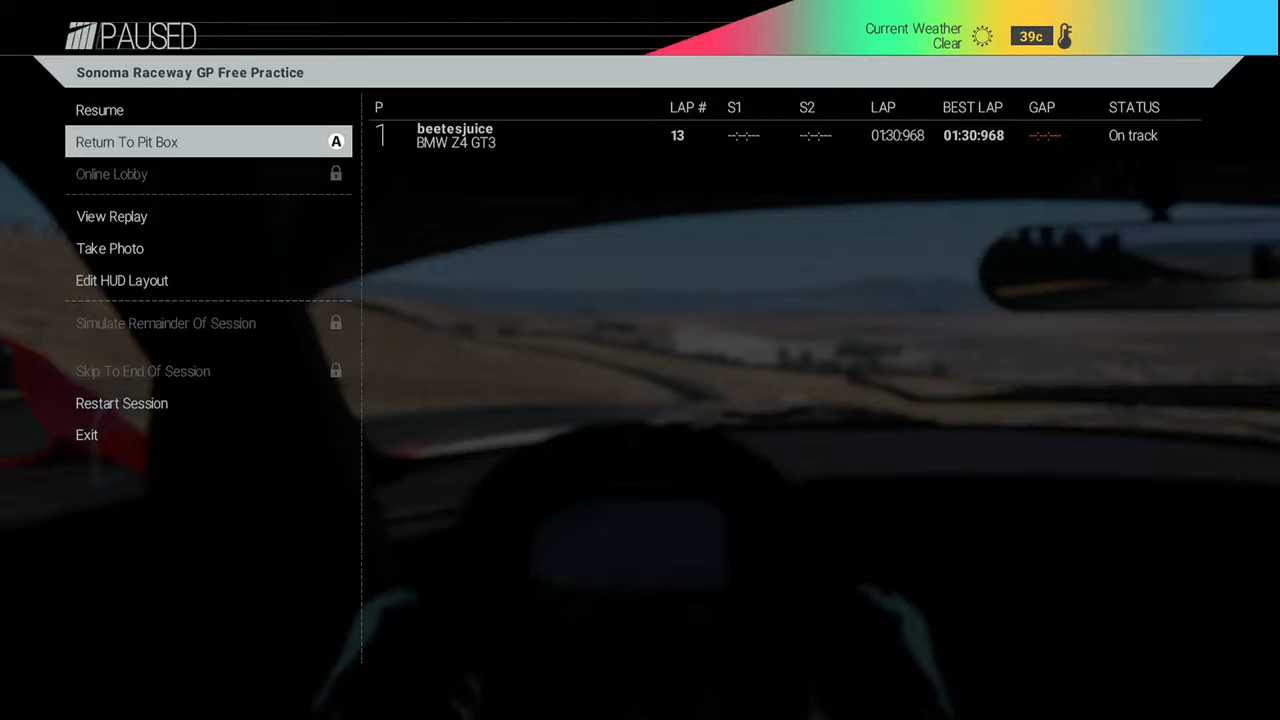 PAUSED
Current Weather
Clear
39c
Sonoma Raceway GP Free Practice
Resume
Return To Pit Box A
Online Lobby
View Replay
Take Photo
Edit HUD Layout
Simulate Remainder Of Session
Skip To End Of Session
Restart Session
Exit
P LAP # S1 S2 LAP BEST LAP GAP STATUS
1 beetesjuice 13 --:--:--- --:--:--- 01:30:968 01:30:968 --:--:--- On track
BMW Z4 GT3